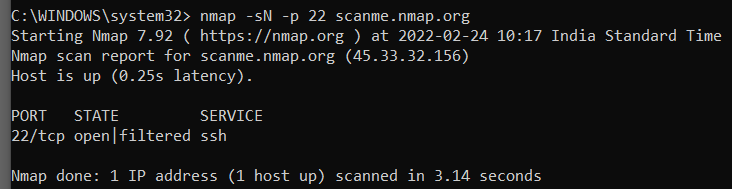 C:\WINDOWS\system32> nmap -sN -p 22 scanme.nmap.org
Starting Nmap 7.92 ( https://nmap.org ) at 2022-02-24 10:17 India Standard Time
Nmap scan report for scanme.nmap.org (45.33.32.156)
Host is up (0.25s latency).
PORT   STATE         SERVICE
22/tcp open|filtered ssh
Nmap done: 1 IP address (1 host up) scanned in 3.14 seconds